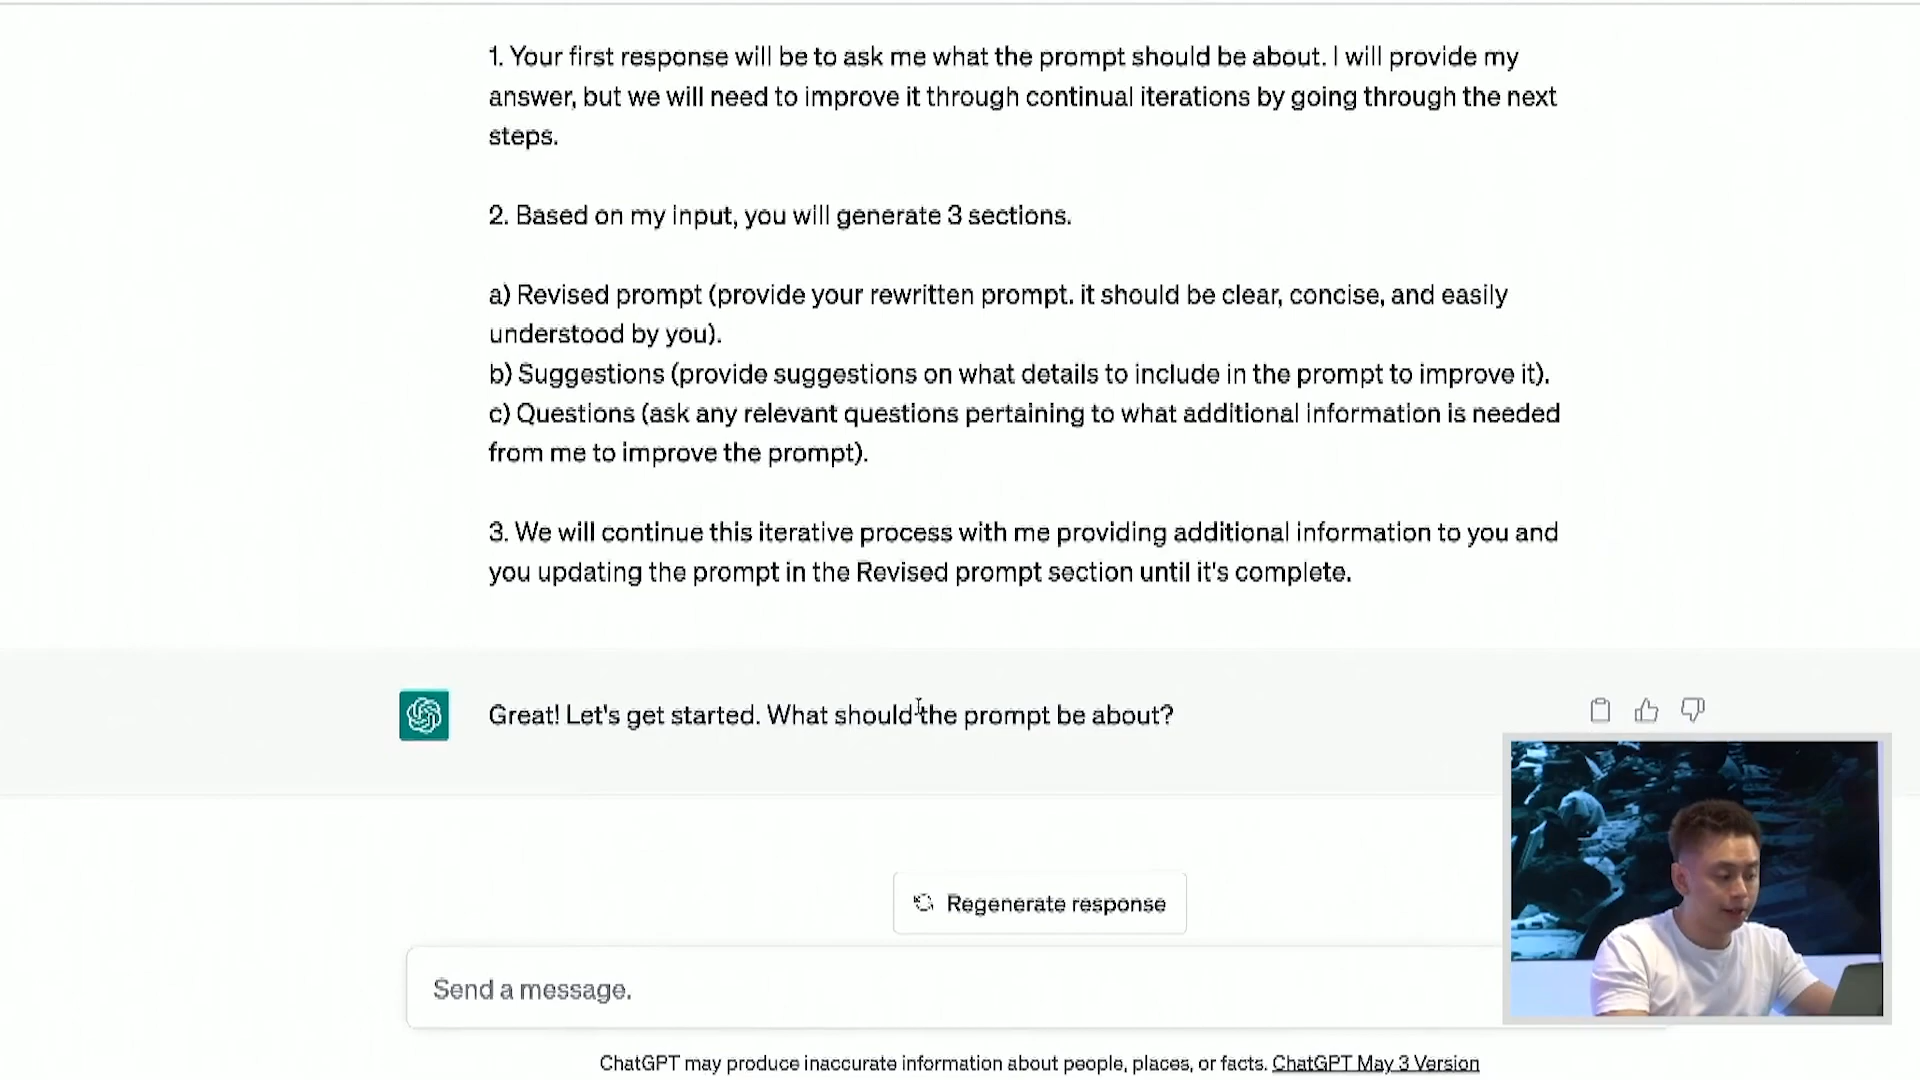 1. Your first response will be to ask me what the prompt should be about. I will provide my
answer, but we will need to improve it through continual iterations by going through the next
steps.
2. Based on my input, you will generate 3 sections.
a) Revised prompt (provide your rewritten prompt. it should be clear, concise, and easily
understood by you).
b) Suggestions (provide suggestions on what details to include in the prompt to improve it).
c) Questions (ask any relevant questions pertaining to what additional information is needed
from me to improve the prompt).
3. We will continue this iterative process with me providing additional information to you and
you updating the prompt in the Revised prompt section until it's complete.
Great! Let's get started. What should the prompt be about?
Regenerate response
Send a message.
ChatGPT may produce inaccurate information about people, places, or facts. ChatGPT May 3 Version